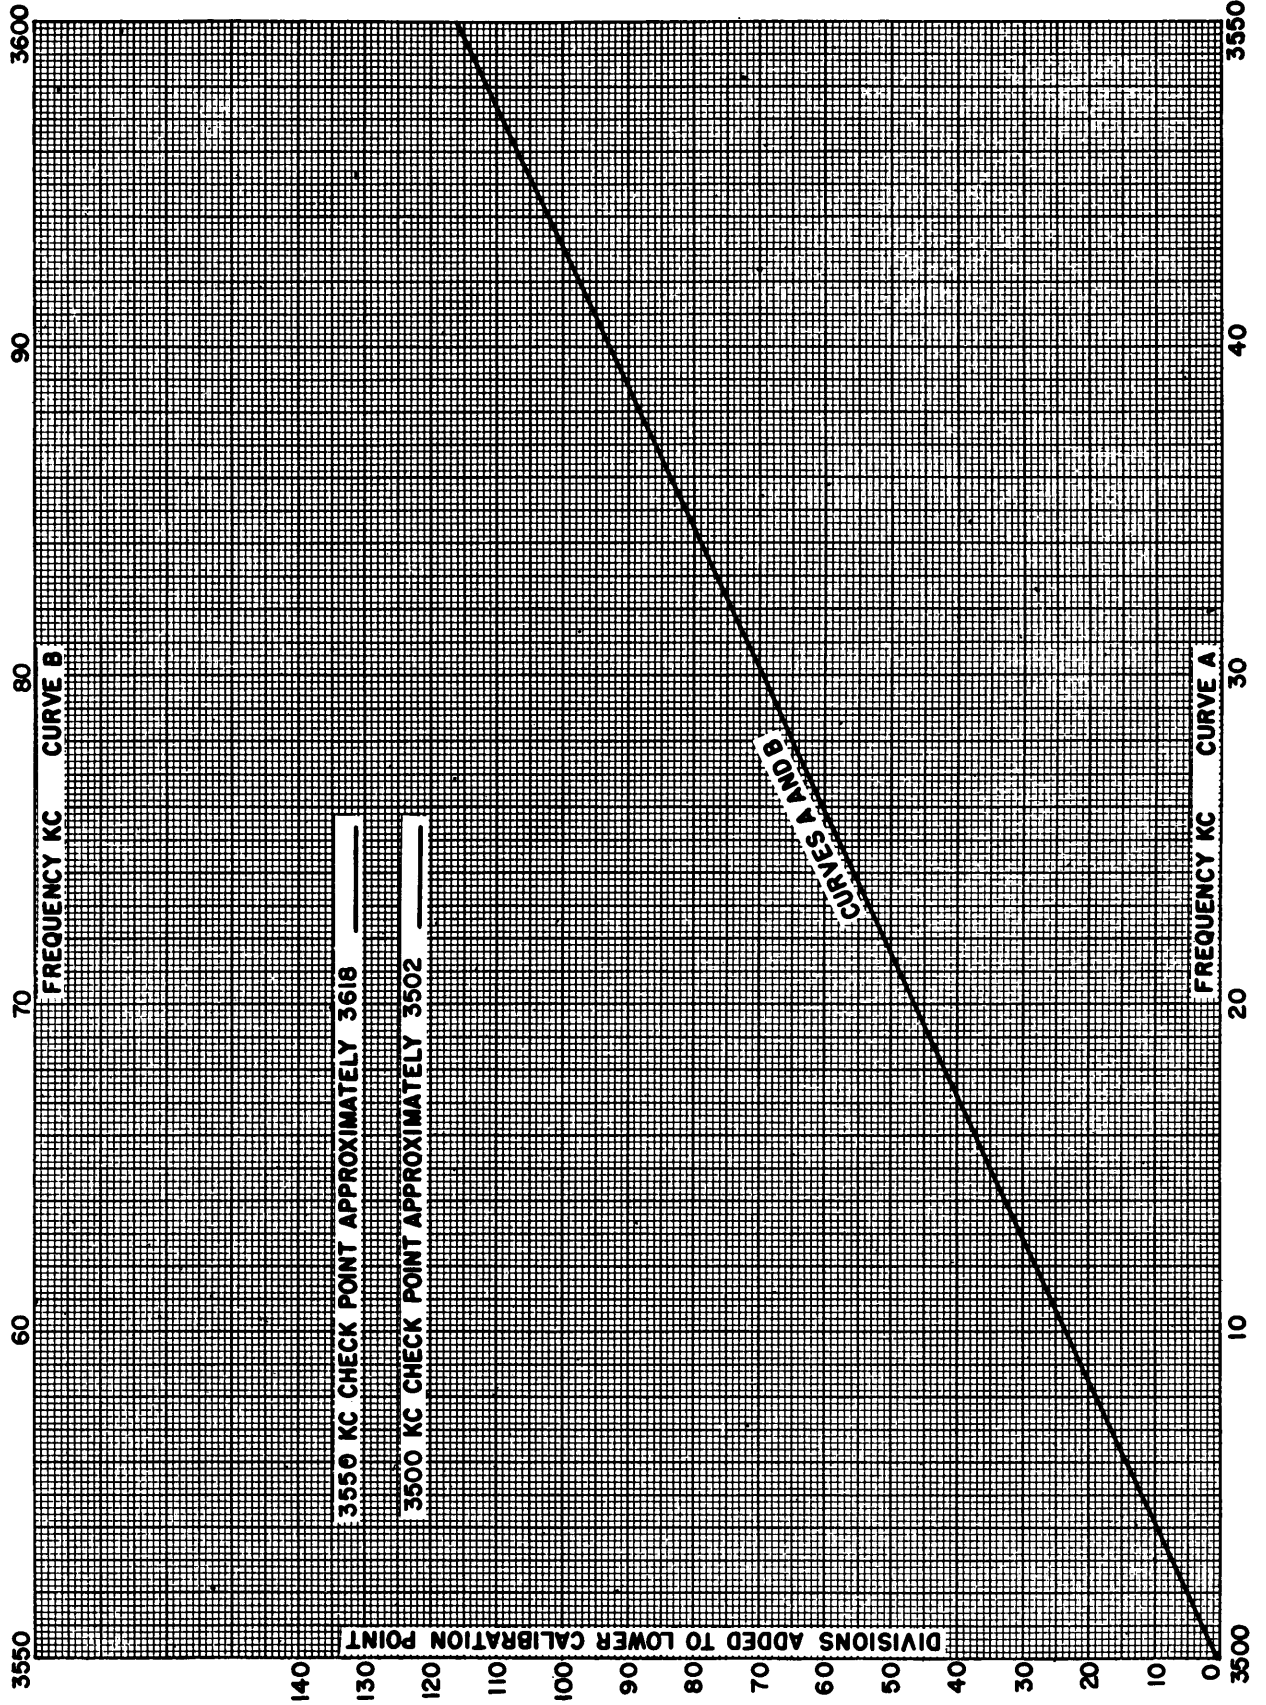 3550 60 70 80 90 3600
FREQUENCY KC CURVE B
3550 KC CHECK POINT APPROXIMATELY 3618
3500 KC CHECK POINT APPROXIMATELY 3502
DIVISIONS ADDED TO LOWER CALIBRATION POINT
140
130
120
110
100
90
80
70
60
50
40
30
20
10
0
CURVES A AND B
FREQUENCY KC CURVE A
3500 10 20 30 40 3550